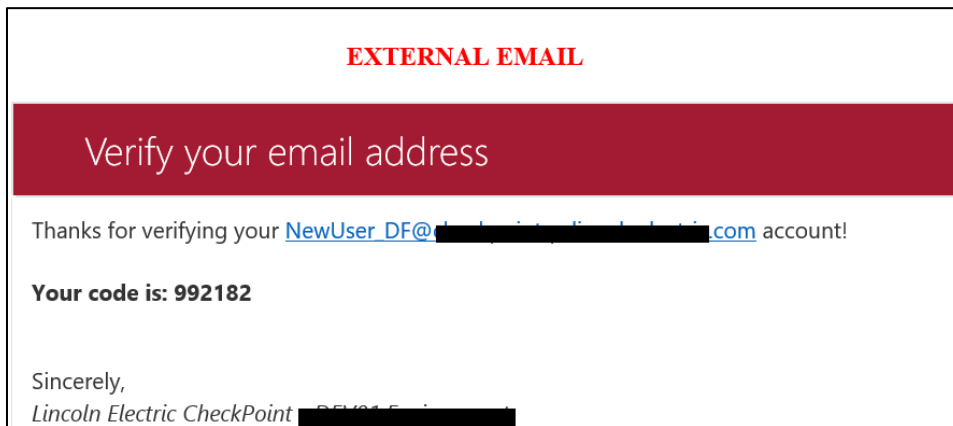 EXTERNAL EMAIL
Verify your email address
Thanks for verifying your NewUser_DF@ .com account!
Your code is: 992182
Sincerely,
Lincoln Electric CheckPoint